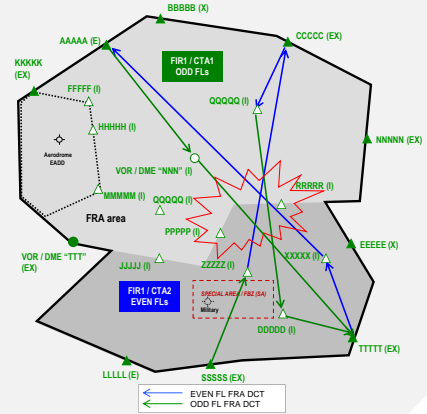 BBBBB (X)
AAAAA (E)
CCCCC (EX)
FIR1 / CTA1
ODD FLs
KKKKK
(EX)
FFFFF (I)
QQQQQ (I)
HHHHH (I)
NNNNN (EX)
Aerodrome
EADD
VOR / DME “NNN” (I)
RRRRR (I)
MMMMM (I)
QQQQQ (I)
FRA area
PPPPP (I)
EEEEE (X)
VOR / DME “TTT”
(EX)
JJJJJ (I)
ZZZZZ (I)
XXXXX (I)
FIR1 / CTA2
EVEN FLs
SPECIAL AREA / FBZ (SA)
Military
DDDDD (I)
TTTTT (EX)
LLLLL (E)
SSSSS (EX)
EVEN FL FRA DCT
ODD FL FRA DCT